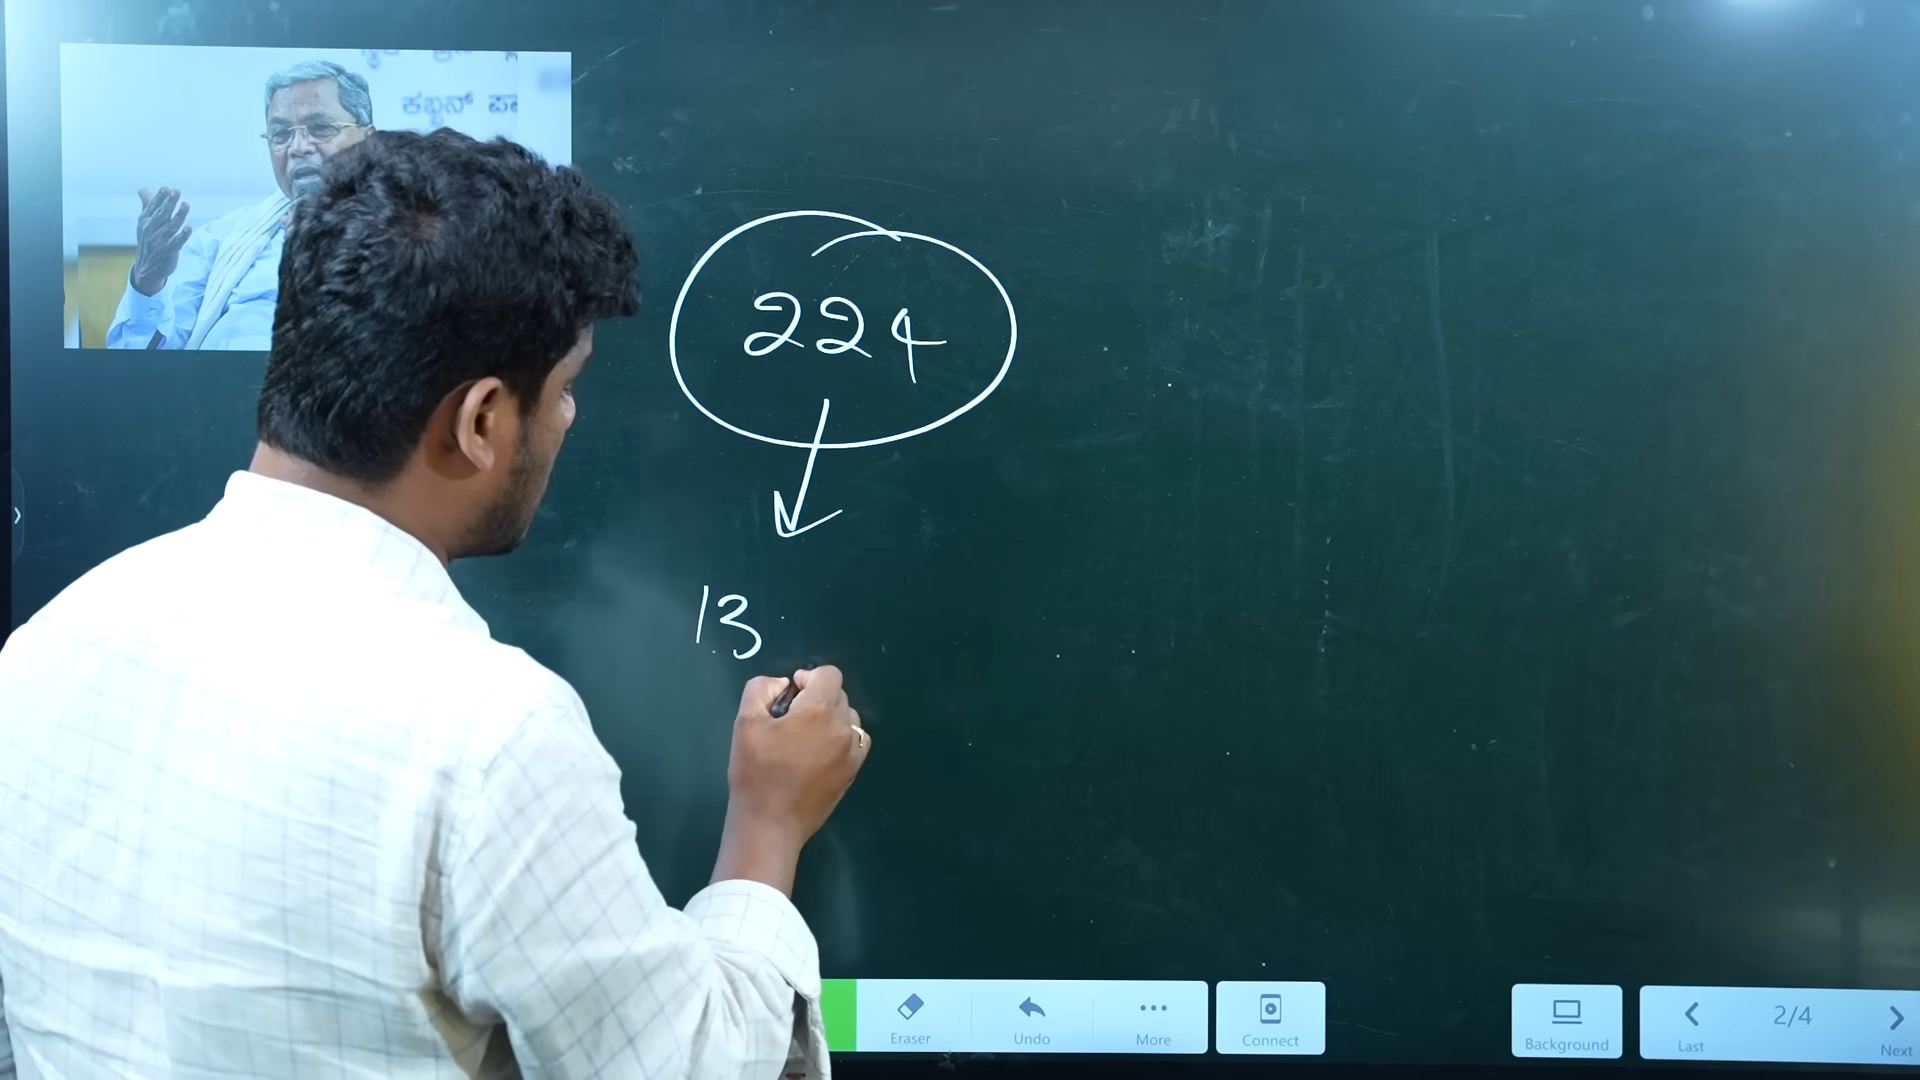 ಕಬ್ಬನ್ ಪಾ
224
13
Eraser
Undo
More
Connect
Background
Last
2/4
Next